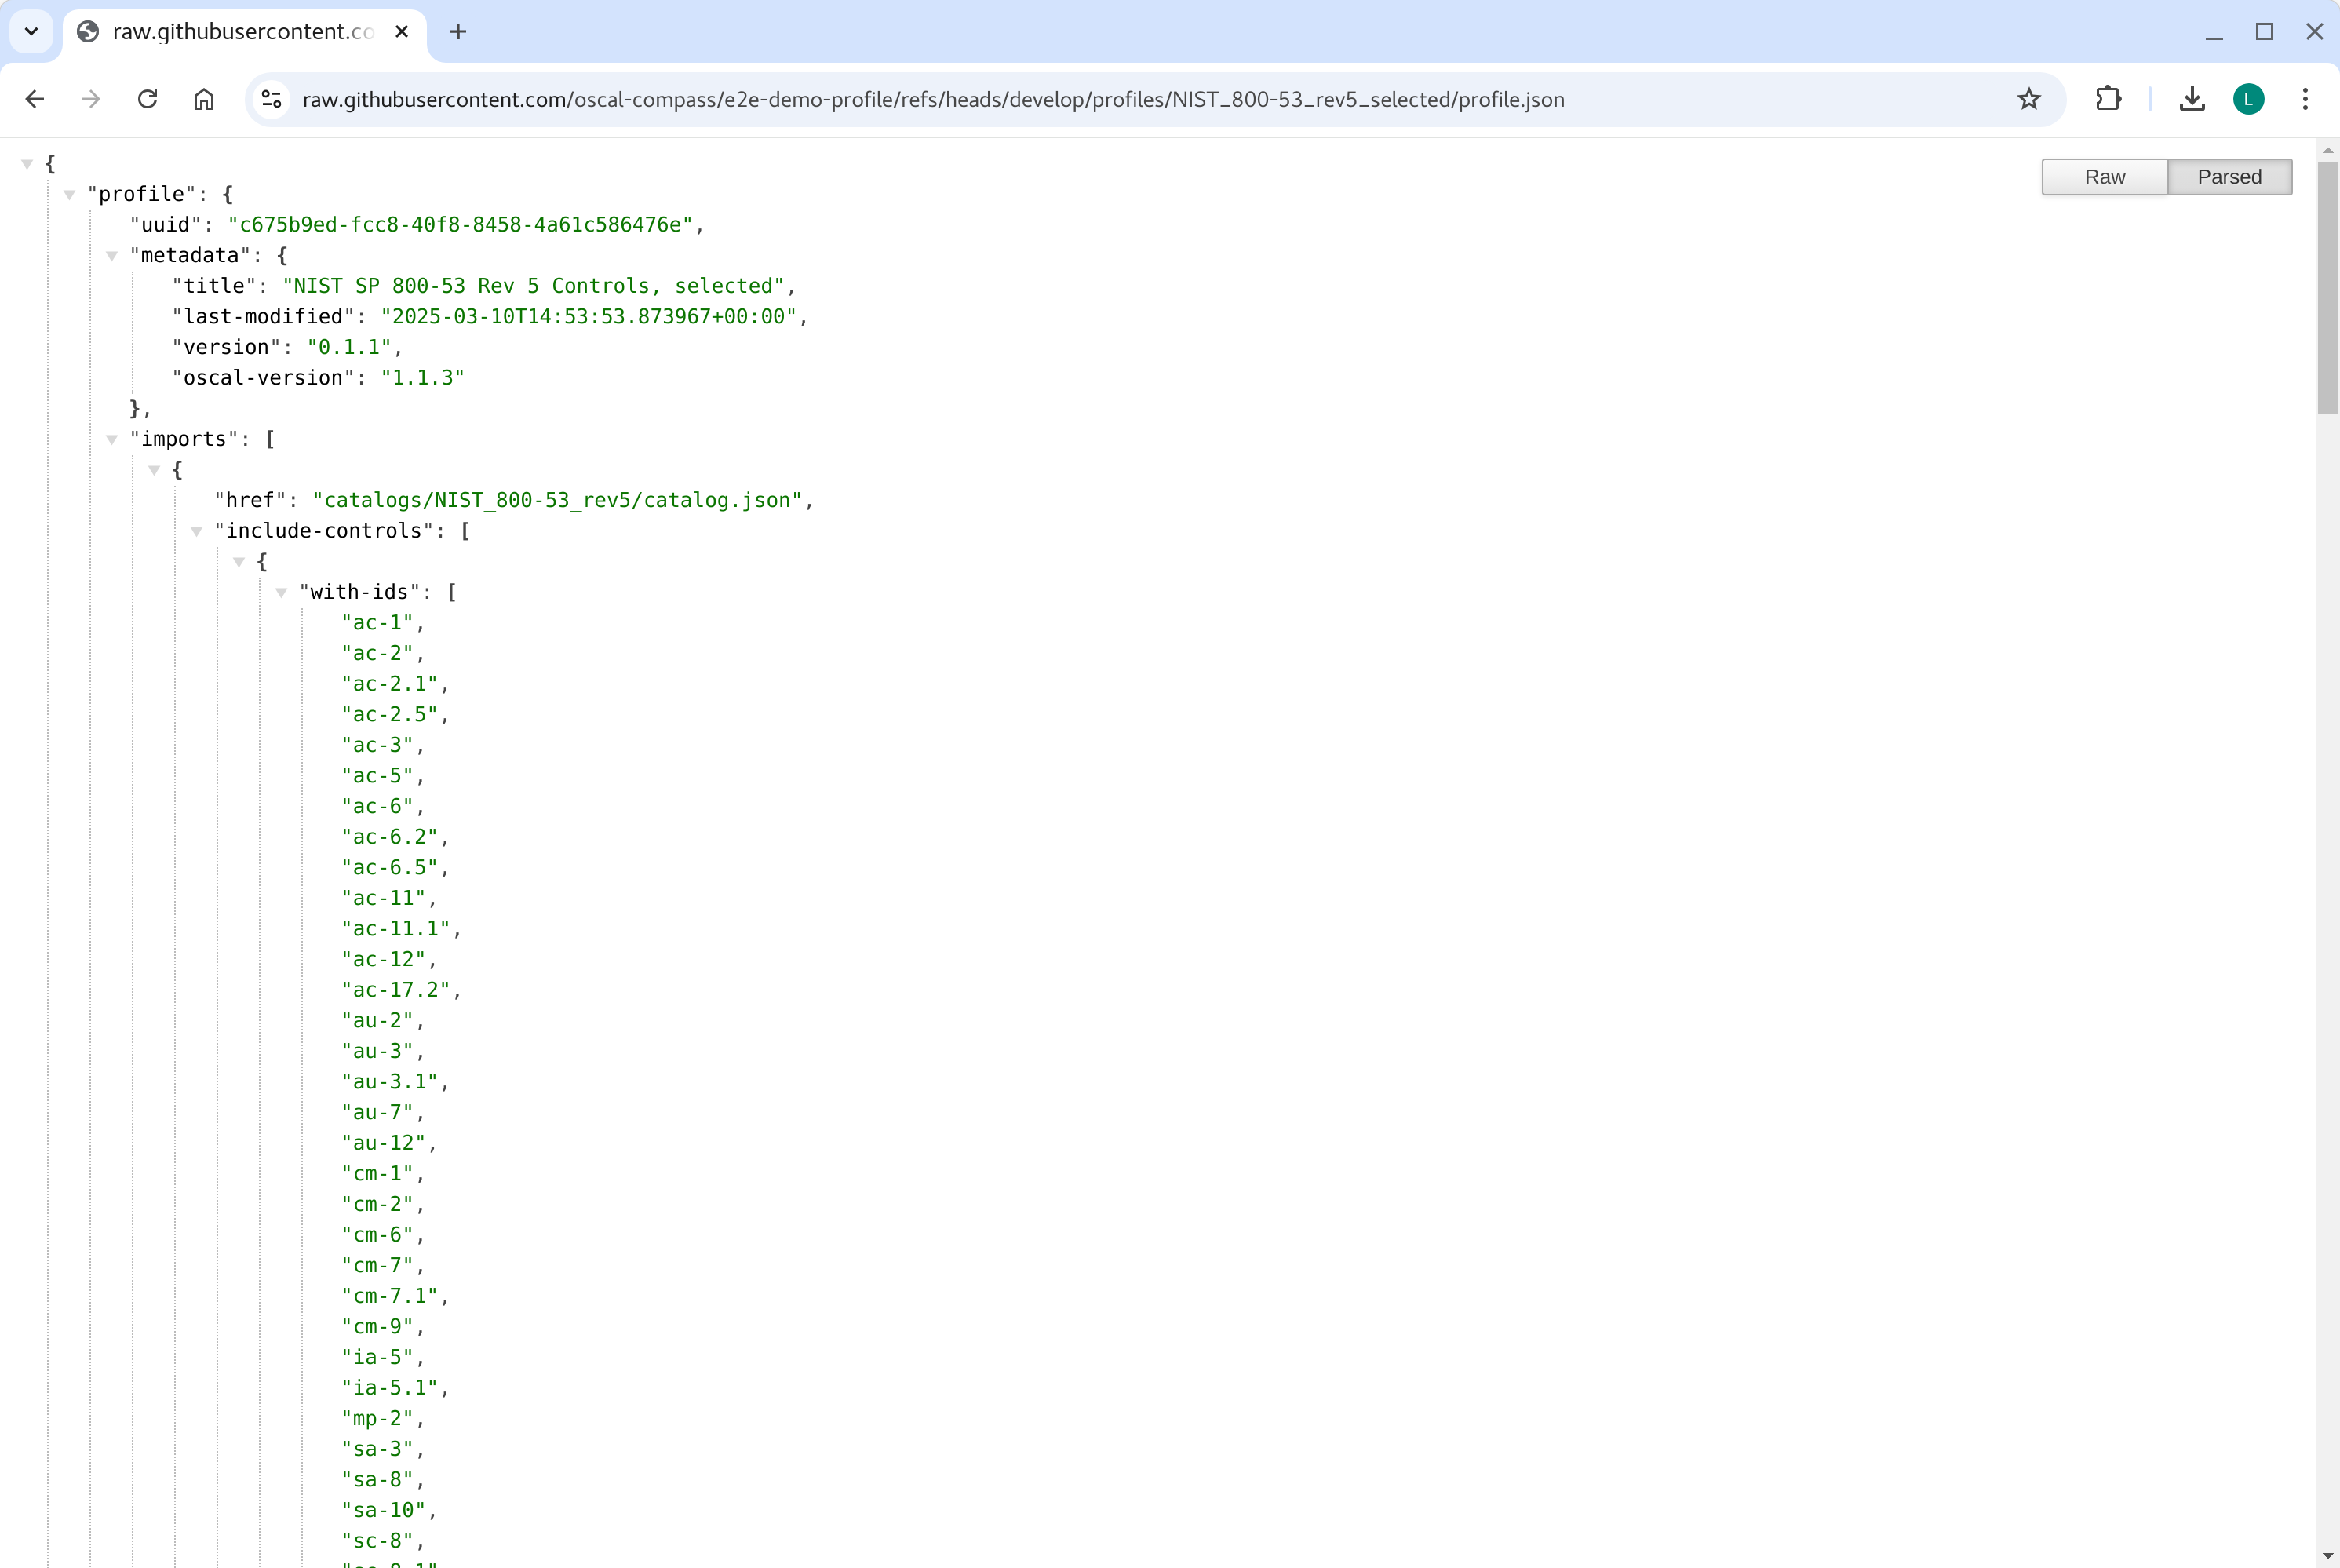 raw.githubusercontent.co
raw.githubusercontent.com/oscal-compass/e2e-demo-profile/refs/heads/develop/profiles/NIST_800-53_rev5_selected/profile.json
L
Raw
Parsed
{
"profile": {
"uuid": "c675b9ed-fcc8-40f8-8458-4a61c586476e",
"metadata": {
"title": "NIST SP 800-53 Rev 5 Controls, selected",
"last-modified": "2025-03-10T14:53:53.873967+00:00",
"version": "0.1.1",
"oscal-version": "1.1.3"
},
"imports": [
{
"href": "catalogs/NIST_800-53_rev5/catalog.json",
"include-controls": [
{
"with-ids": [
"ac-1",
"ac-2",
"ac-2.1",
"ac-2.5",
"ac-3",
"ac-5",
"ac-6",
"ac-6.2",
"ac-6.5",
"ac-11",
"ac-11.1",
"ac-12",
"ac-17.2",
"au-2",
"au-3",
"au-3.1",
"au-7",
"au-12",
"cm-1",
"cm-2",
"cm-6",
"cm-7",
"cm-7.1",
"cm-9",
"ia-5",
"ia-5.1",
"mp-2",
"sa-3",
"sa-8",
"sa-10",
"sc-8",